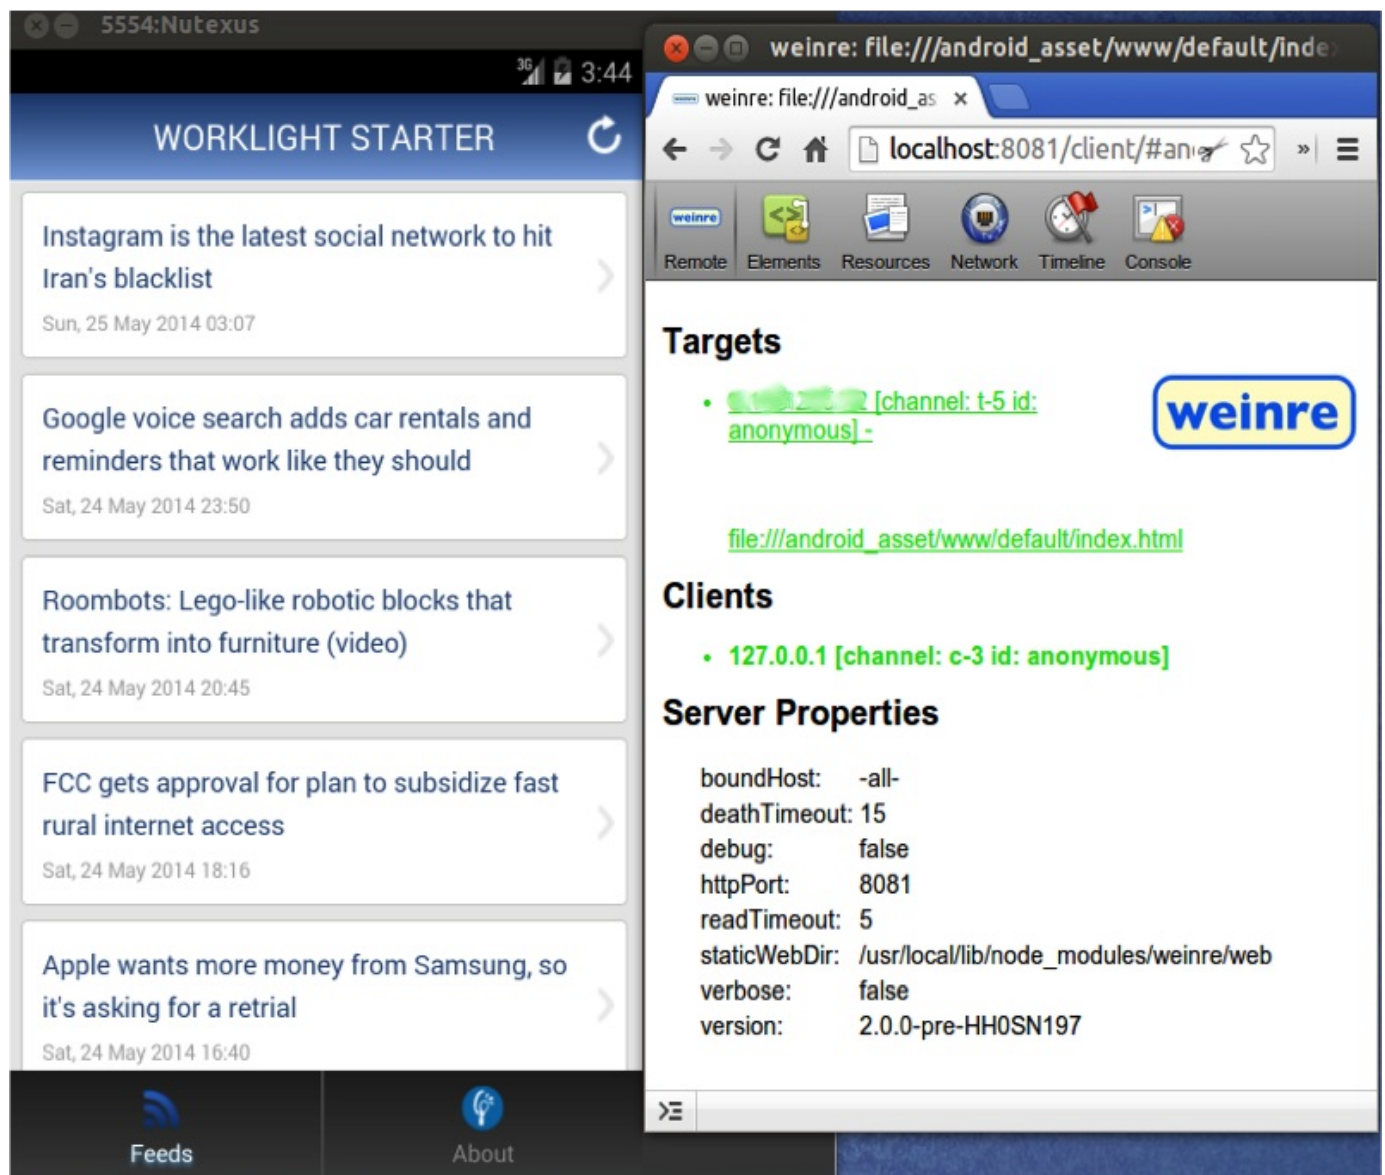 5554:Nutexus
3G
3:44
WORKLIGHT STARTER
Instagram is the latest social network to hit
Iran's blacklist
Sun, 25 May 2014 03:07
Google voice search adds car rentals and
reminders that work like they should
Sat, 24 May 2014 23:50
Roombots: Lego-like robotic blocks that
transform into furniture (video)
Sat, 24 May 2014 20:45
FCC gets approval for plan to subsidize fast
rural internet access
Sat, 24 May 2014 18:16
Apple wants more money from Samsung, so
it's asking for a retrial
Sat, 24 May 2014 16:40
Feeds
About
weinre: file:///android_asset/www/default/inde
weinre: file:///android_as
localhost:8081/client/#an
weinre
Remote Elements Resources Network Timeline Console
Targets
[channel: t-5 id:
anonymous] -
weinre
file:///android_asset/www/default/index.html
Clients
127.0.0.1 [channel: c-3 id: anonymous]
Server Properties
boundHost: -all-
deathTimeout: 15
debug: false
httpPort: 8081
readTimeout: 5
staticWebDir: /usr/local/lib/node_modules/weinre/web
verbose: false
version: 2.0.0-pre-HH0SN197